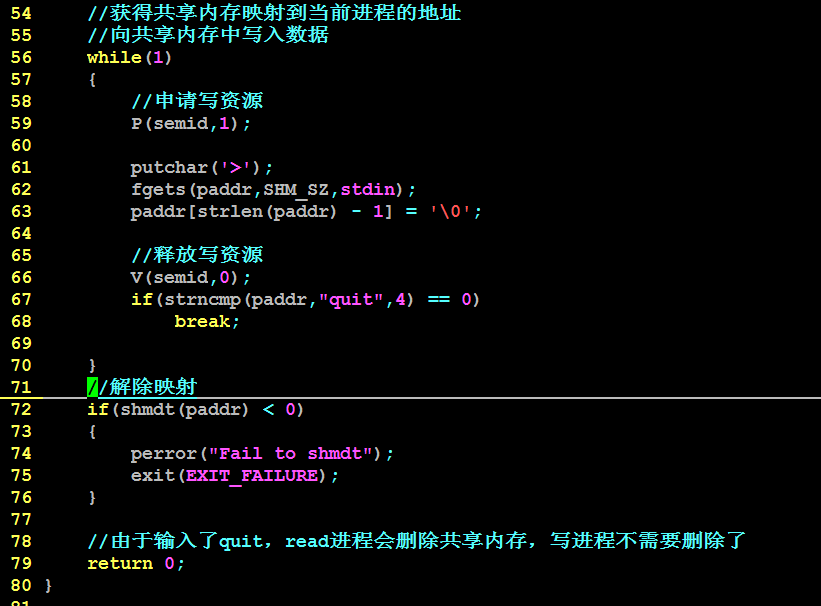 54     //获得共享内存映射到当前进程的地址
55     //向共享内存中写入数据
56     while(1)
57     {
58         //申请写资源
59         P(semid,1);
60
61         putchar('>');
62         fgets(paddr,SHM_SZ,stdin);
63         paddr[strlen(paddr) - 1] = '\0';
64
65         //释放写资源
66         V(semid,0);
67         if(strncmp(paddr,"quit",4) == 0)
68             break;
69
70     }
71     //解除映射
72     if(shmdt(paddr) < 0)
73     {
74         perror("Fail to shmdt");
75         exit(EXIT_FAILURE);
76     }
77
78     //由于输入了quit，read进程会删除共享内存，写进程不需要删除了
79     return 0;
80 }
81